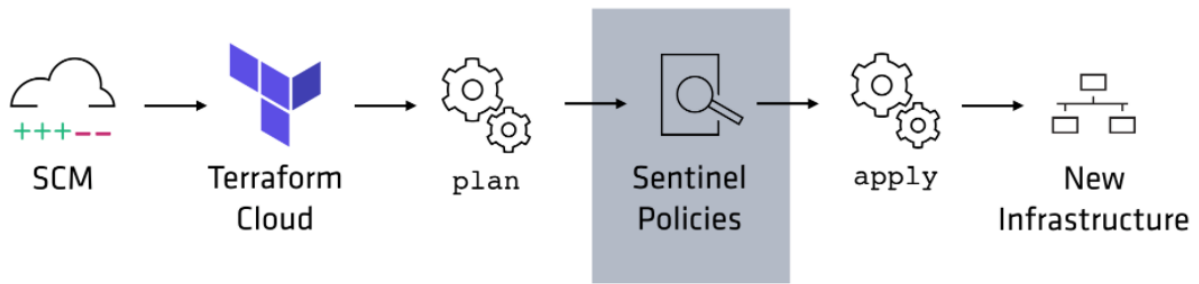 +++--
SCM
Terraform
Cloud
plan
Sentinel
Policies
apply
New
Infrastructure